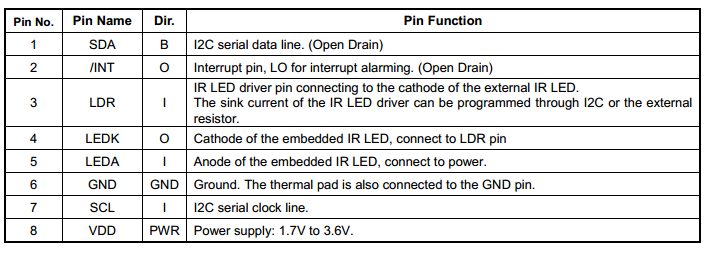 Pin No. Pin Name Dir. Pin Function
1 SDA B I2C serial data line. (Open Drain)
2 /INT O Interrupt pin, LO for interrupt alarming. (Open Drain)
3 LDR I IR LED driver pin connecting to the cathode of the external IR LED.
The sink current of the IR LED driver can be programmed through I2C or the external
resistor.
4 LEDK O Cathode of the embedded IR LED, connect to LDR pin
5 LEDA I Anode of the embedded IR LED, connect to power.
6 GND GND Ground. The thermal pad is also connected to the GND pin.
7 SCL I I2C serial clock line.
8 VDD PWR Power supply: 1.7V to 3.6V.